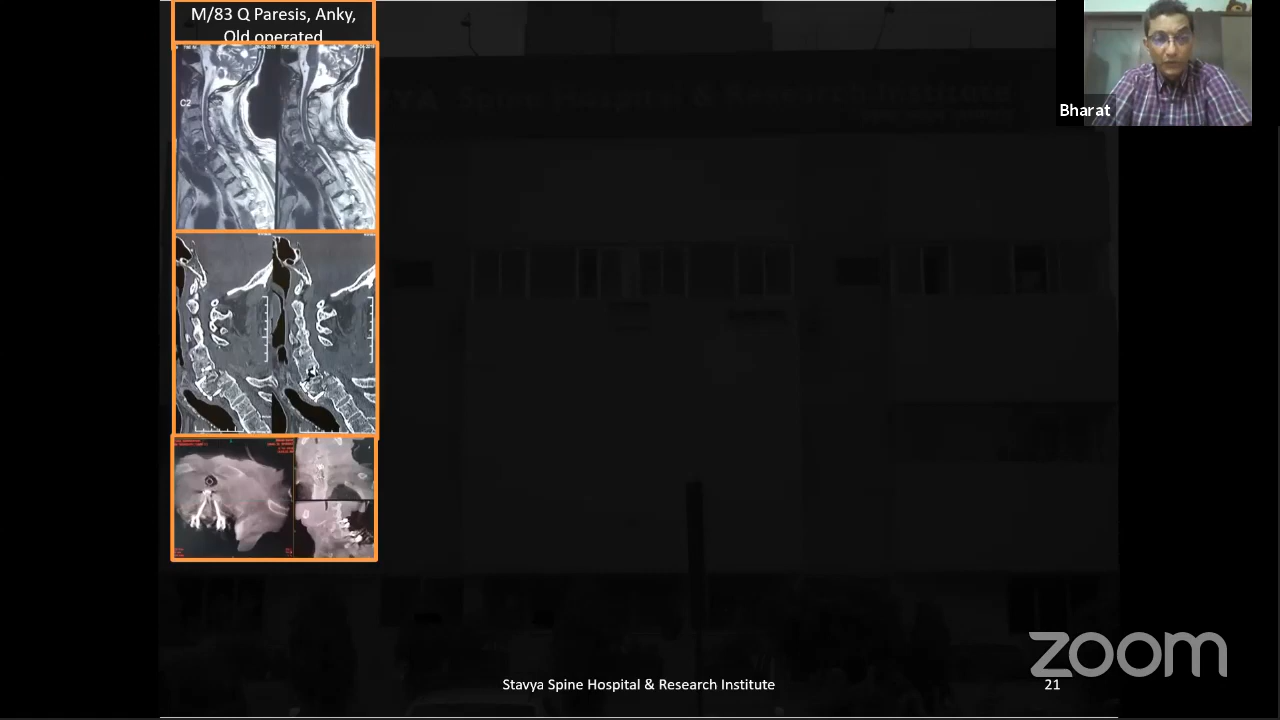 M/83 Q Paresis, Anky,
Old operated
C2
Bharat
Stavya Spine Hospital & Research Institute
21
zoom